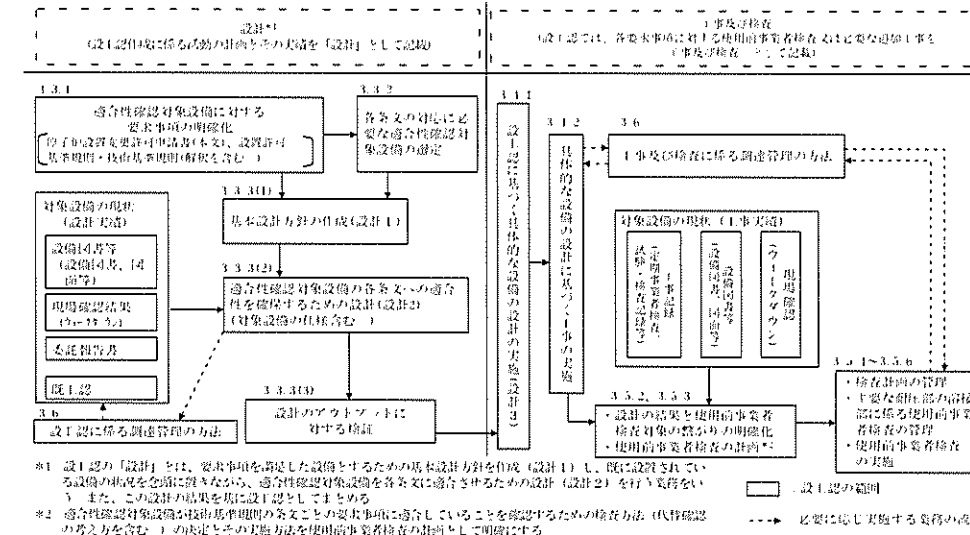 設計*1
(設工認作成に係る活動の計画とその実績を「設計」として記載)
工事及び検査
(設工認では、各要求事項に対する使用前事業者検査又は必要な追加工事を
「工事及び検査」として記載)
3.3.1
適合性確認対象設備に対する
要求事項の明確化
原子炉設置変更許可申請書(本文)、設置許可
基準規則・技術基準規則(解釈を含む。)
3.3.2
各条文の対応に必
要な適合性確認対
象設備の選定
3.3.3(1)
基本設計方針の作成(設計1)
対象設備の現状
(設計実績)
設備図書等
(設備図書、図
面等)
現場確認結果
(ウォークダウン)
委託報告書
既工認
3.3.3(2)
適合性確認対象設備の各条文への適合
性を確保するための設計(設計2)
(対象設備の仕様含む。)
3.3.3(3)
設計のアウトプットに
対する検証
3.6
設工認に係る調達管理の方法
3.4.1
設工認に基づく具体的な設備の設計の実施(設計3)
3.4.2
具体的な設備の設計に基づく工事の実施
3.6
工事及び検査に係る調達管理の方法
対象設備の現状(工事実績)
工事記録
(定期事業者検査、
試験・検査記録等)
設備図書等
(設備図書、図面等)
現場確認
(ウォークダウン)
3.5.2、3.5.3
・設計の結果と使用前事業者
検査対象の繋がりの明確化
・使用前事業者検査の計画*2
3.5.4~3.5.6
・検査計画の管理
・主要な耐圧部の溶接
部に係る使用前事業
者検査の管理
・使用前事業者検査
の実施
*1 設工認の「設計」とは、要求事項を満足した設備とするための基本設計方針を作成(設計1)し、既に設置されてい
る設備の状況を念頭に置きながら、適合性確認対象設備を各条文に適合させるための設計(設計2)を行う業務をい
う。また、この設計の結果を基に設工認としてまとめる。
*2 適合性確認対象設備が技術基準規則の条文ごとの要求事項に適合していることを確認するための検査方法(代替確認
の考え方を含む。)の決定とその実施方法を使用前事業者検査の計画として明確にする。
:設工認の範囲
必要に応じ実施する業務の流